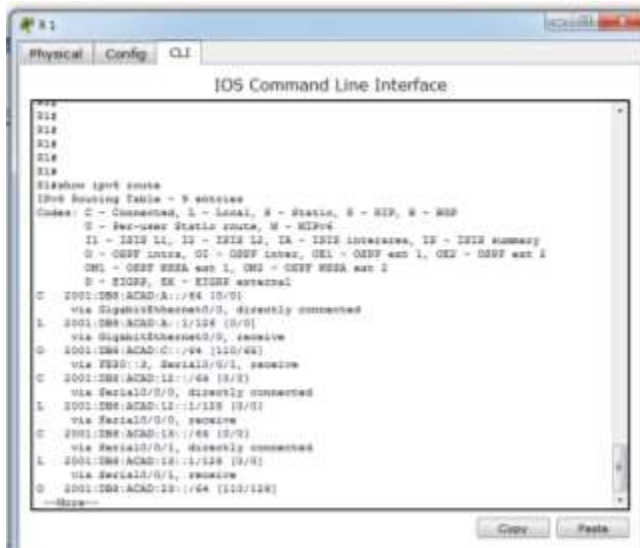 R1
Physical Config CLI
IOS Command Line Interface
R1#
R1#
R1#
R1#
R1#
R1#
R1#show ipv6 route
IPv6 Routing Table - 9 entries
Codes: C - Connected, L - Local, S - Static, R - RIP, B - BGP
U - Per-user Static route, M - MIPv6
I1 - ISIS L1, I2 - ISIS L2, IA - ISIS interarea, IS - ISIS summary
O - OSPF intra, OI - OSPF inter, OE1 - OSPF ext 1, OE2 - OSPF ext 2
ON1 - OSPF NSSA ext 1, ON2 - OSPF NSSA ext 2
D - EIGRP, EX - EIGRP external
C 2001:DB8:ACAD:A::/64 [0/0]
via GigabitEthernet0/0, directly connected
L 2001:DB8:ACAD:A::1/128 [0/0]
via GigabitEthernet0/0, receive
O 2001:DB8:ACAD:C::/64
via Serial0/0/1, receive
C 2001:DB8:ACAD:12::/64 [0/0]
via Serial0/0/0, directly connected
L 2001:DB8:ACAD:12::1/128 [0/0]
via Serial0/0/0, receive
C 2001:DB8:ACAD:13::/64 [0/0]
via Serial0/0/1, directly connected
L 2001:DB8:ACAD:13::1/128 [0/0]
via Serial0/0/1, receive
O 2001:DB8:ACAD:23::/64 [110/128]
--More--
Copy Paste